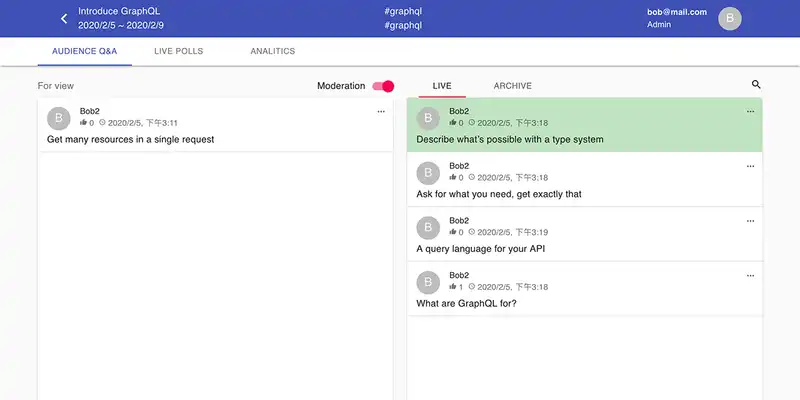 Introduce GraphQL
2020/2/5 ~ 2020/2/9
#graphql
#graphql
bob@mail.com
Admin
B
AUDIENCE Q&A
LIVE POLLS
ANALITICS
For view
Moderation
B
Bob2
0 2020/2/5, 下午3:11
Get many resources in a single request
LIVE
ARCHIVE
B
Bob2
0 2020/2/5, 下午3:18
Describe what's possible with a type system
B
Bob2
0 2020/2/5, 下午3:18
Ask for what you need, get exactly that
B
Bob2
0 2020/2/5, 下午3:19
A query language for your API
B
Bob2
1 2020/2/5, 下午3:18
What are GraphQL for?